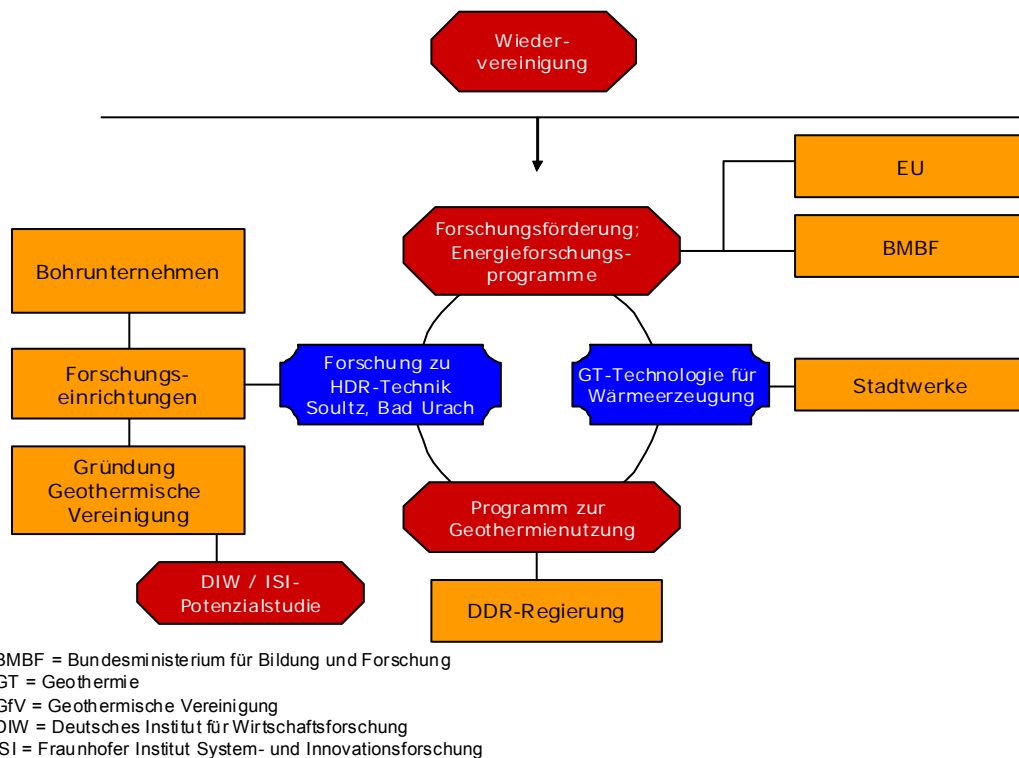 Wieder-
vereinigung
EU
Forschungsförderung;
Energieforschungs-
programme
BMBF
Bohrunternehmen
Forschungs-
einrichtungen
Forschung zu
HDR-Technik
Soultz, Bad Urach
GT-Technologie für
Wärmeerzeugung
Stadtwerke
Gründung
Geothermische
Vereinigung
Programm zur
Geothermienutzung
DIW / ISI-
Potenzialstudie
DDR-Regierung
BMBF = Bundesministerium für Bildung und Forschung
GT = Geothermie
GfV = Geothermische Vereinigung
DIW = Deutsches Institut für Wirtschaftsforschung
ISI = Fraunhofer Institut System- und Innovationsforschung